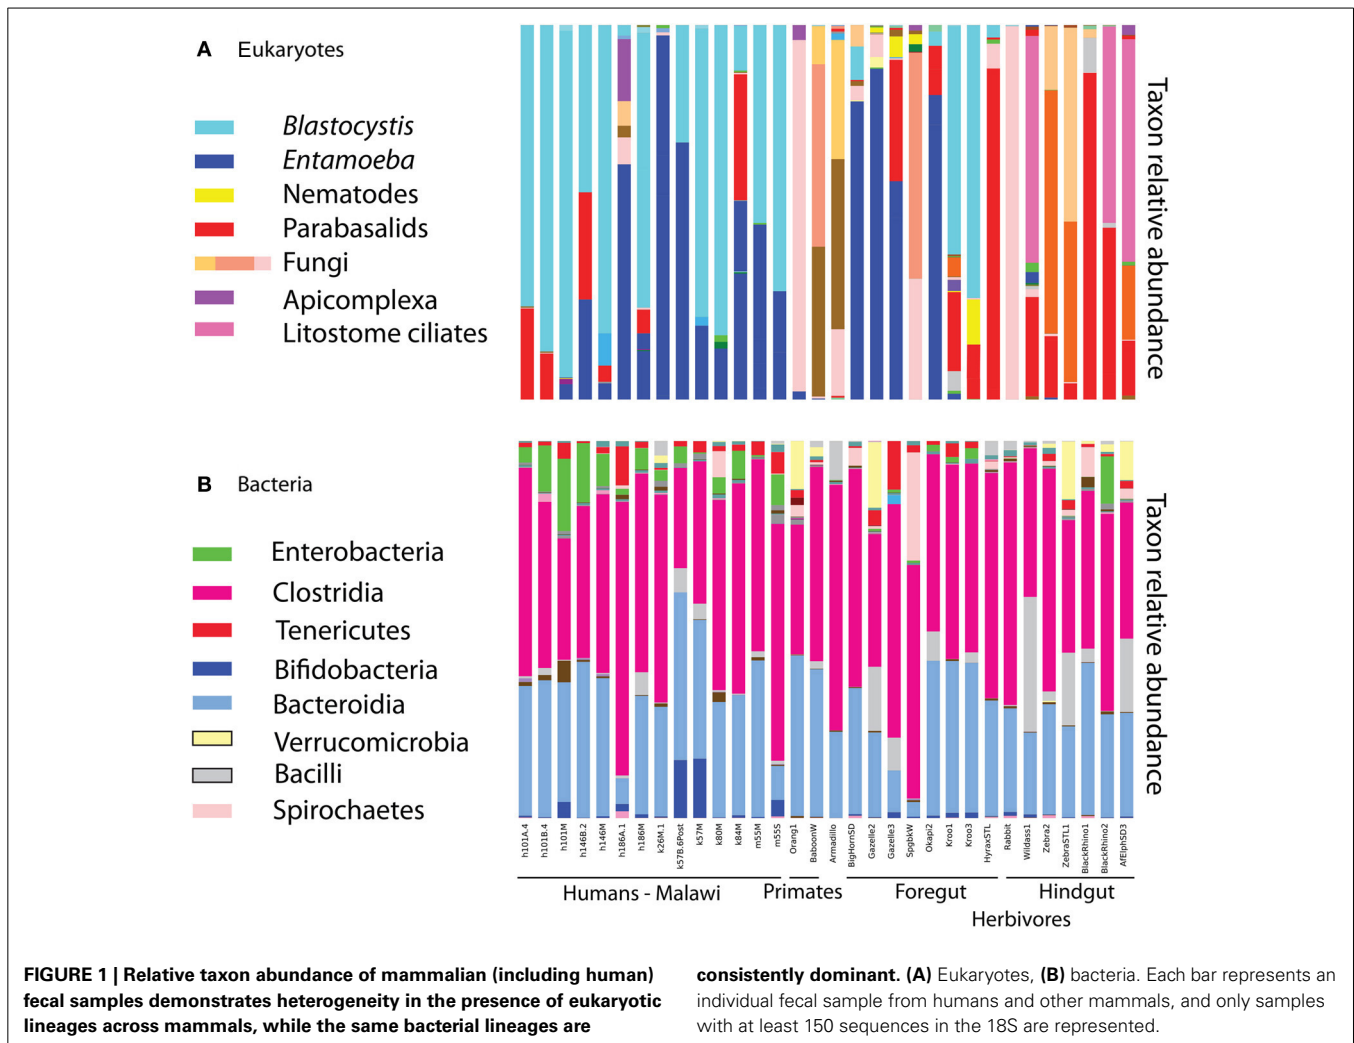 A Eukaryotes
Blastocystis
Entamoeba
Nematodes
Parabasalids
Fungi
Apicomplexa
Litostome ciliates
Taxon relative abundance
B Bacteria
Enterobacteria
Clostridia
Tenericutes
Bifidobacteria
Bacteroidia
Verrucomicrobia
Bacilli
Spirochaetes
Taxon relative abundance
h101A.4
h101B.4
h101M
h146B.2
h146M
h186A.1
h186M
k26M.1
k57B.6Post
k57M
k80M
k84M
m55M
m55S
Orang1
BaboonW
Armadillo
BigHornSD
Gazelle2
Gazelle3
SpgbkW
Okapi2
Kroo1
Kroo3
HyraxSTL
Rabbit
Wildass1
Zebra2
ZebraSTL1
BlackRhino1
BlackRhino2
AfElphSD3
Humans - Malawi
Primates
Foregut
Hindgut
Herbivores
FIGURE 1 | Relative taxon abundance of mammalian (including human)
fecal samples demonstrates heterogeneity in the presence of eukaryotic
lineages across mammals, while the same bacterial lineages are
consistently dominant. (A) Eukaryotes, (B) bacteria. Each bar represents an
individual fecal sample from humans and other mammals, and only samples
with at least 150 sequences in the 18S are represented.